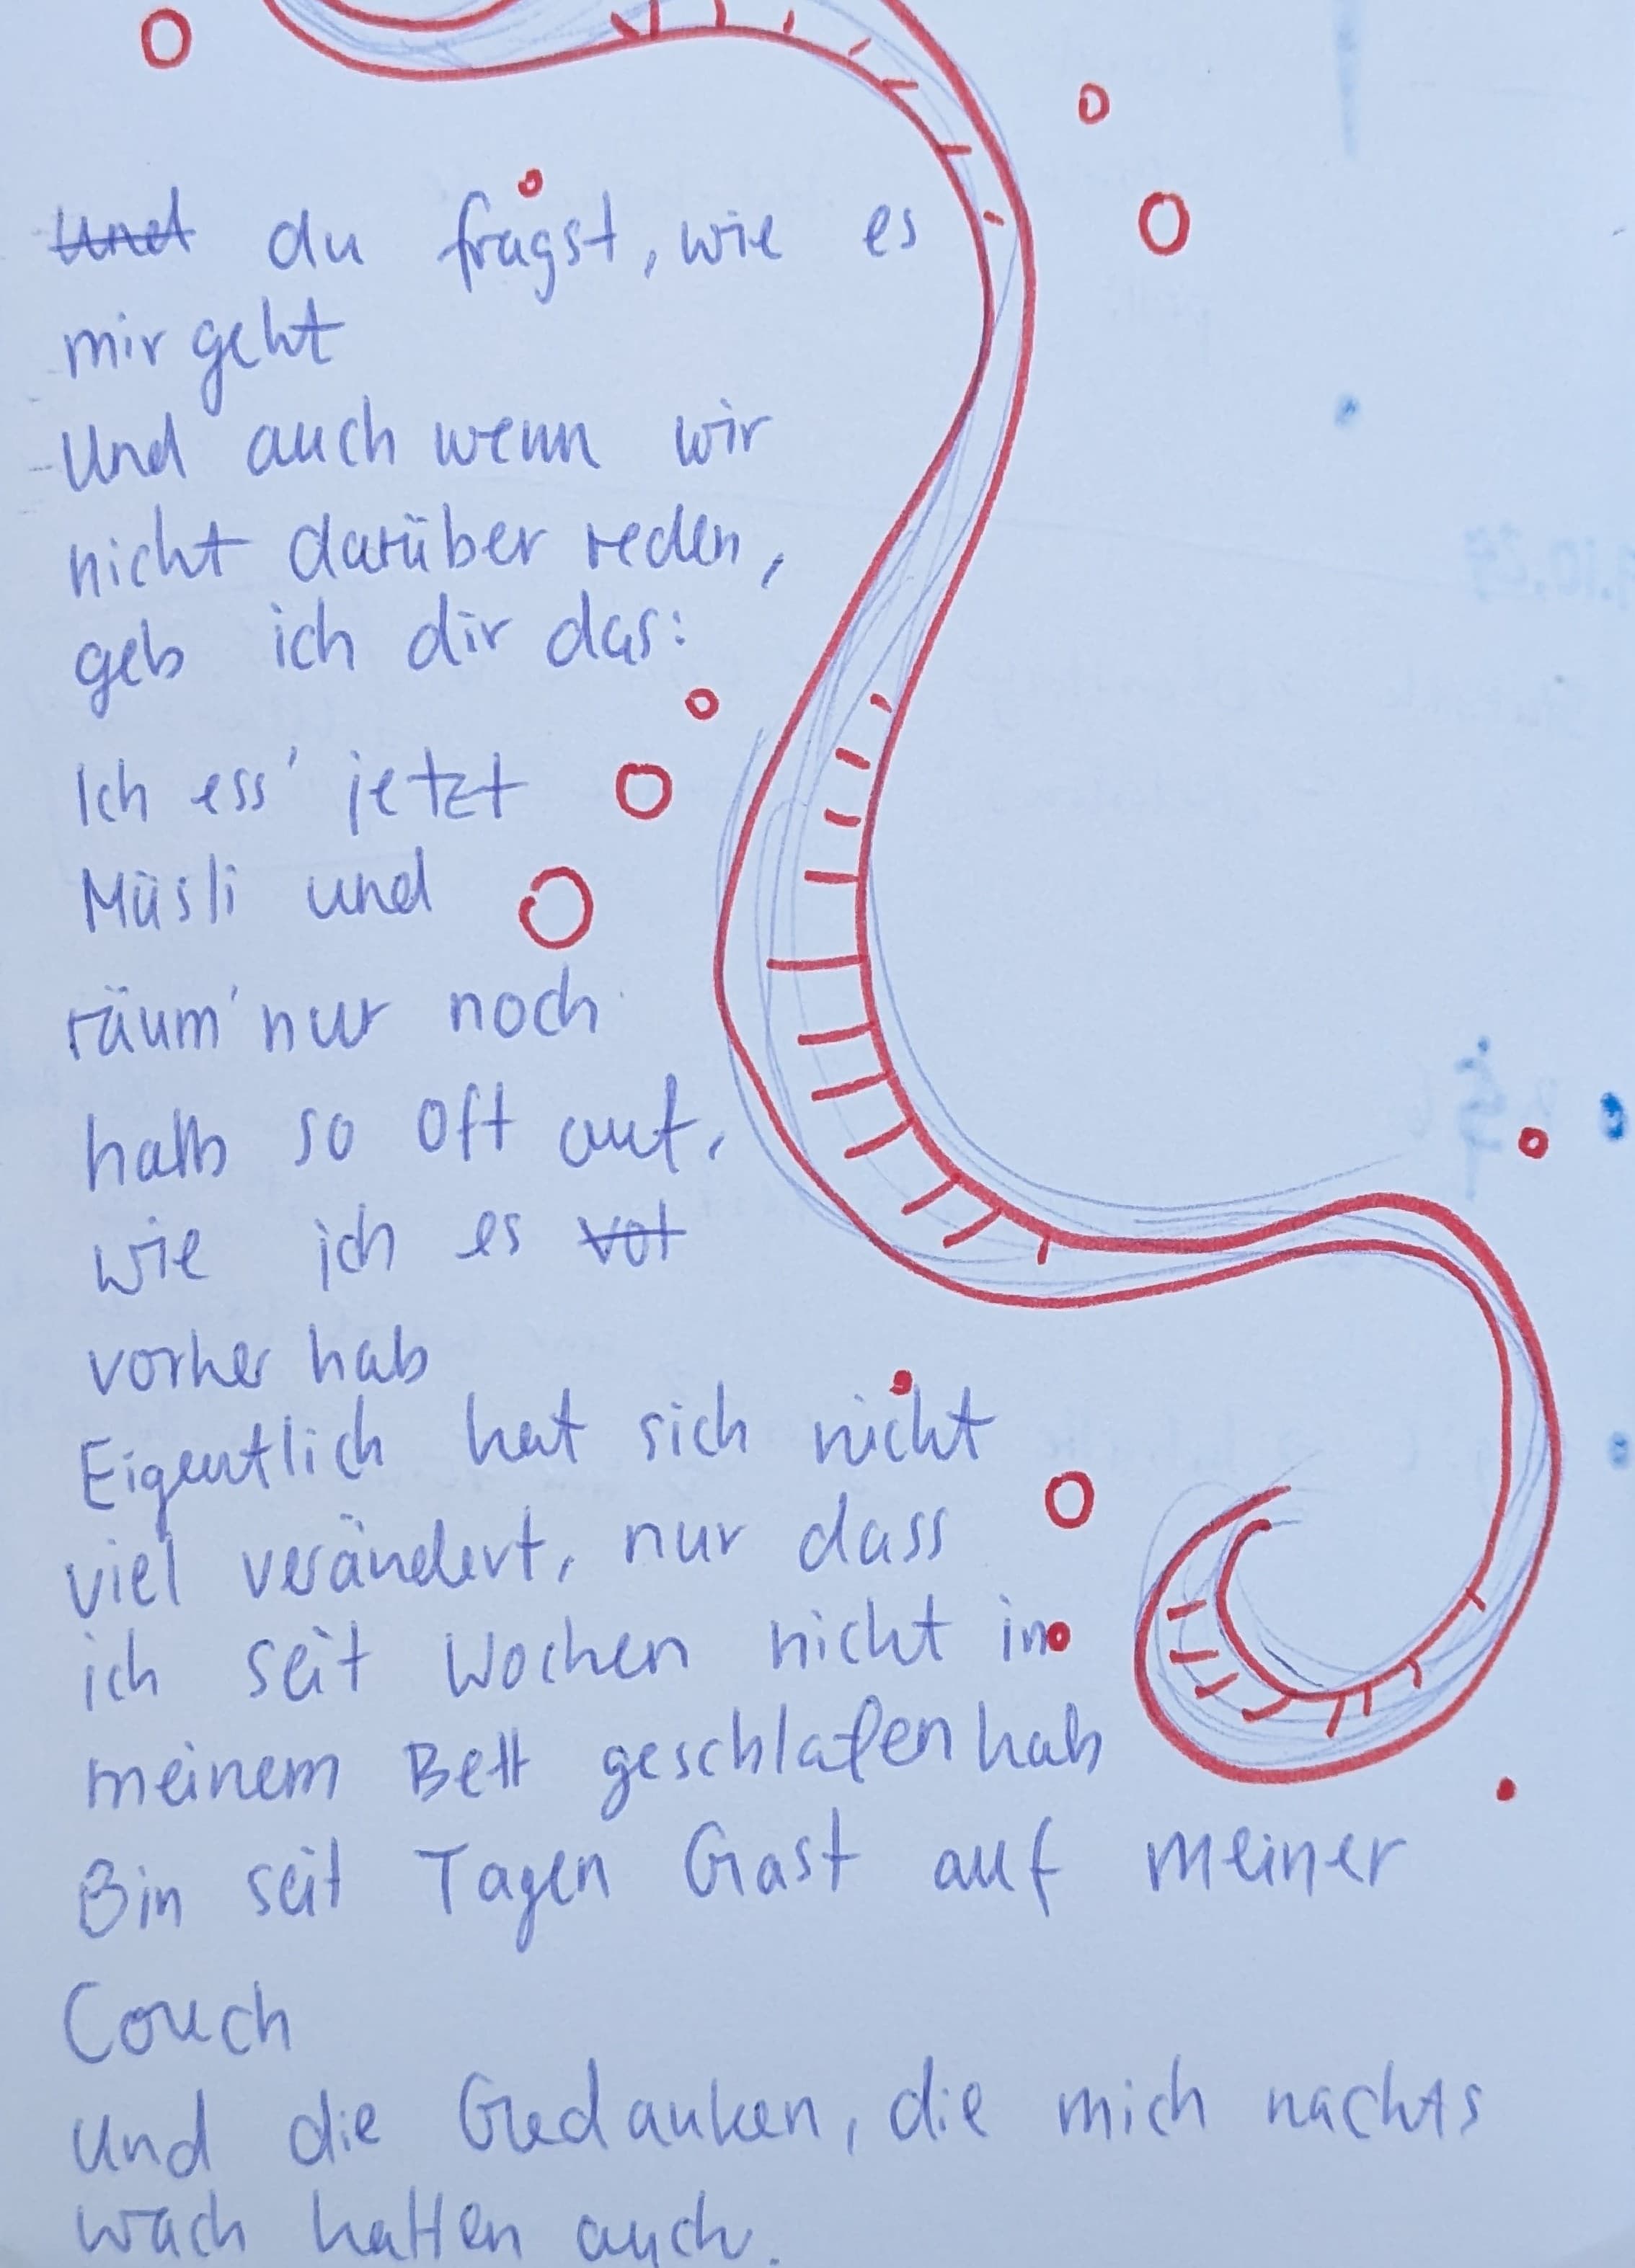 Und du fragst, wie es
mir geht
Und auch wenn wir
nicht darüber reden,
geb ich dir das:
Ich ess' jetzt
Müsli und
räum' nur noch
halb so oft auf,
wie ich es vot
vorher hab
Eigentlich hat sich nicht
viel verändert, nur dass
ich seit Wochen nicht in
meinem Bett geschlafen hab
Bin seit Tagen Gast auf meiner
Couch
Und die Gedanken, die mich nachts
wach halten auch.